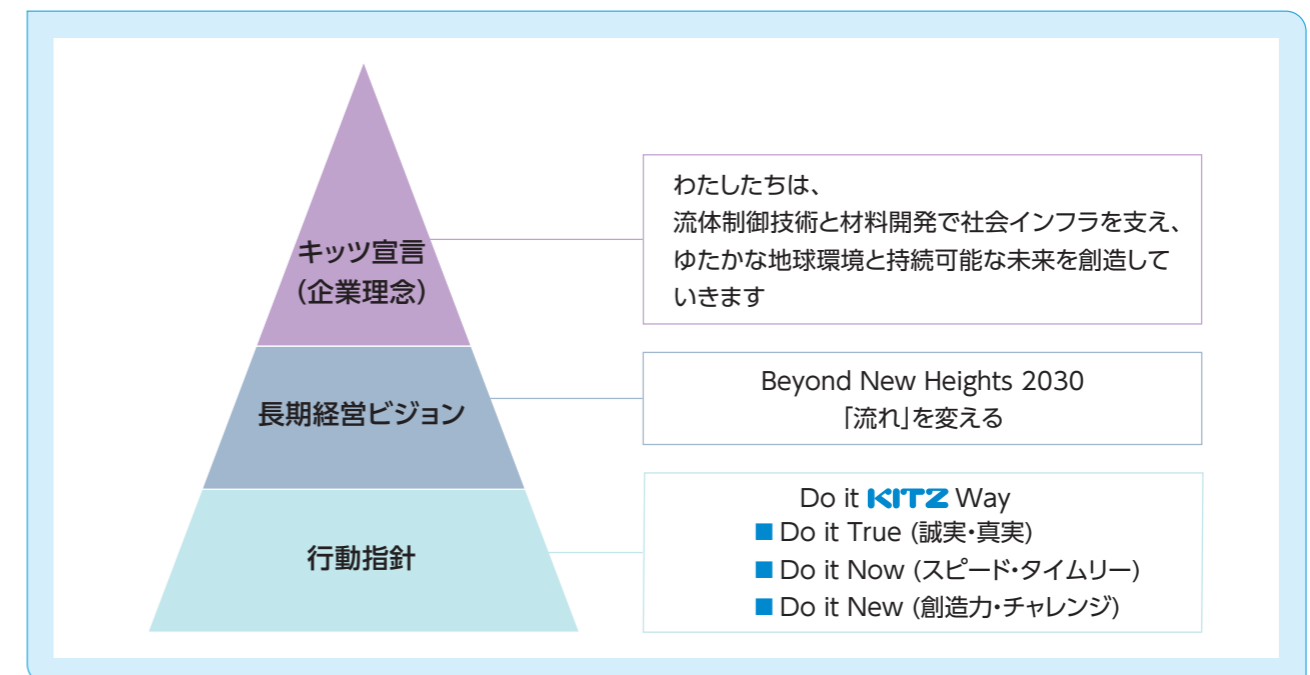 キッツ宣言
（企業理念）
わたしたちは、
流体制御技術と材料開発で社会インフラを支え、
ゆたかな地球環境と持続可能な未来を創造して
いきます
長期経営ビジョン
Beyond New Heights 2030
「流れ」を変える
行動指針
Do it KITZ Way
■ Do it True (誠実・真実)
■ Do it Now (スピード・タイムリー)
■ Do it New (創造力・チャレンジ)